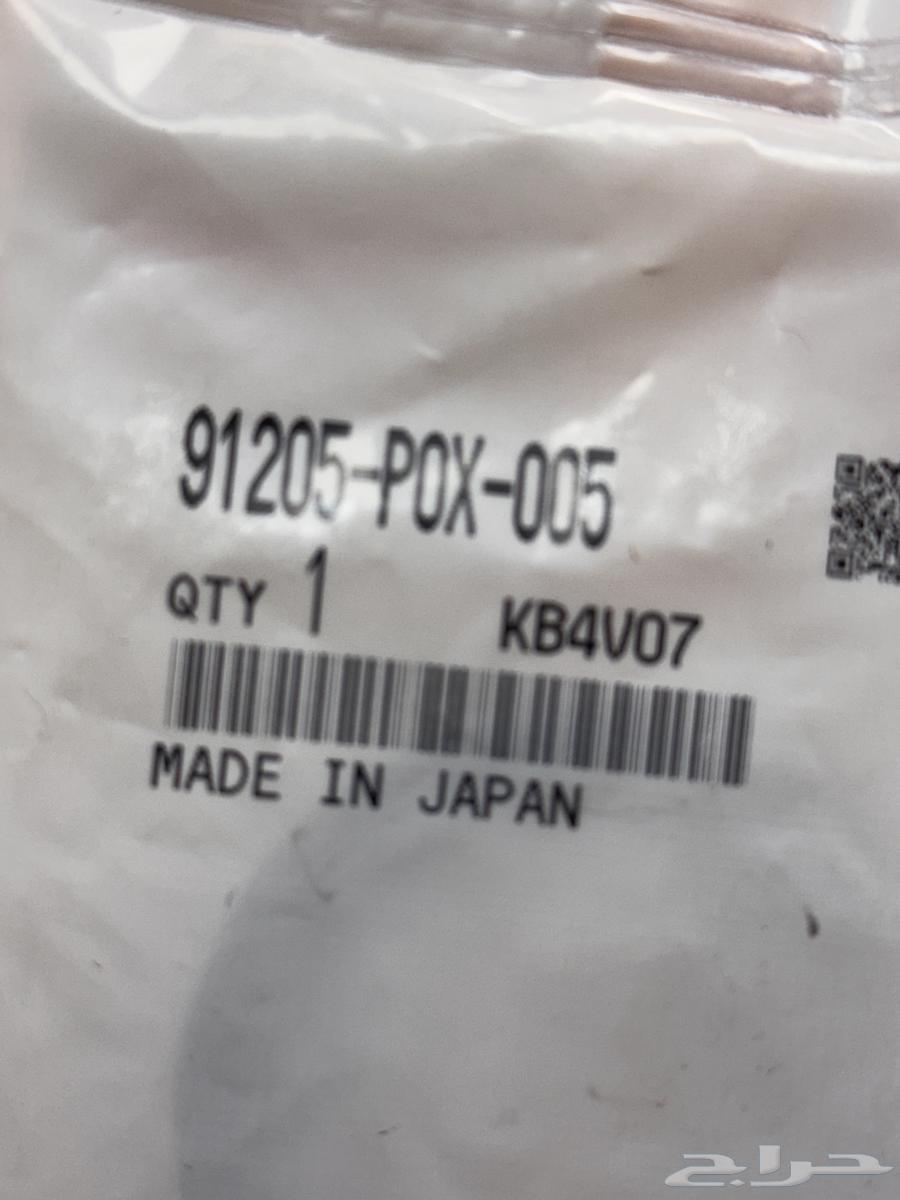 91205-P0X-005
QTY 1 KB4V07
MADE IN JAPAN
حراج